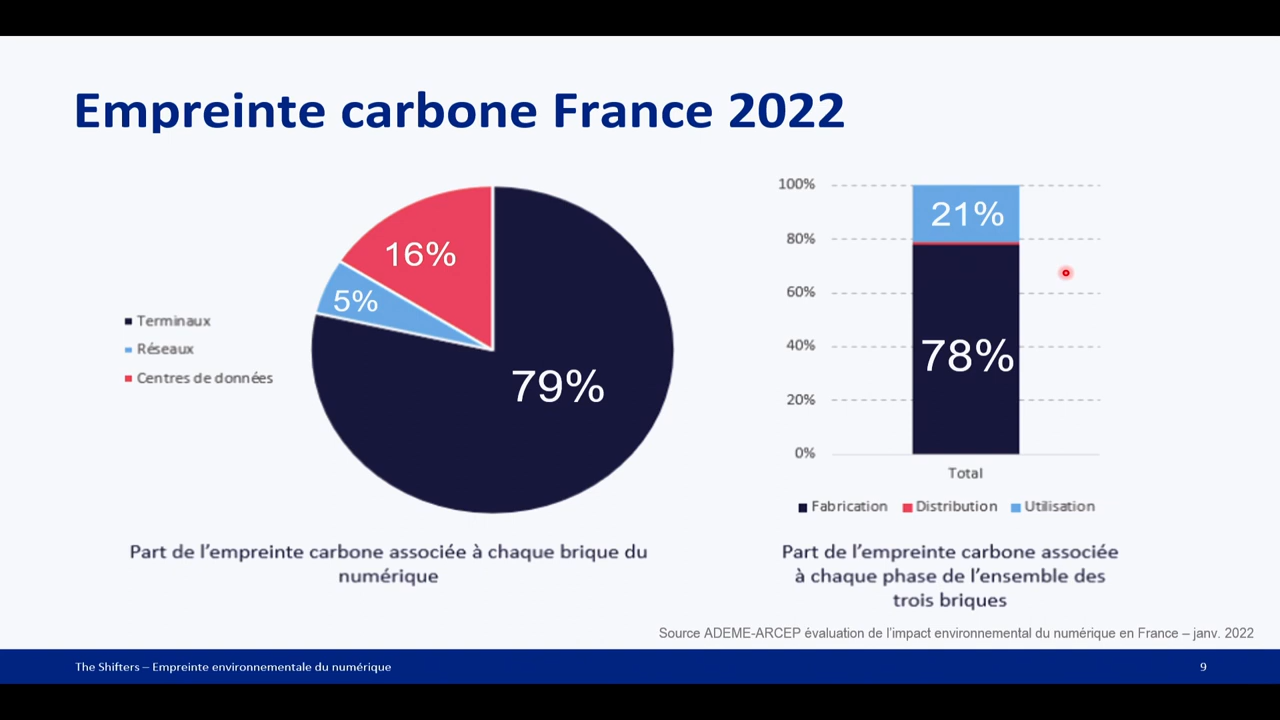 Empreinte carbone France 2022
16%
5%
79%
Terminaux
Réseaux
Centres de données
Part de l’empreinte carbone associée à chaque brique du
numérique
100%
80%
60%
40%
20%
0%
21%
78%
Total
Fabrication Distribution Utilisation
Part de l’empreinte carbone associée
à chaque phase de l’ensemble des
trois briques
Source ADEME-ARCEP évaluation de l’impact environnemental du numérique en France – janv. 2022
The Shifters – Empreinte environnementale du numérique
9